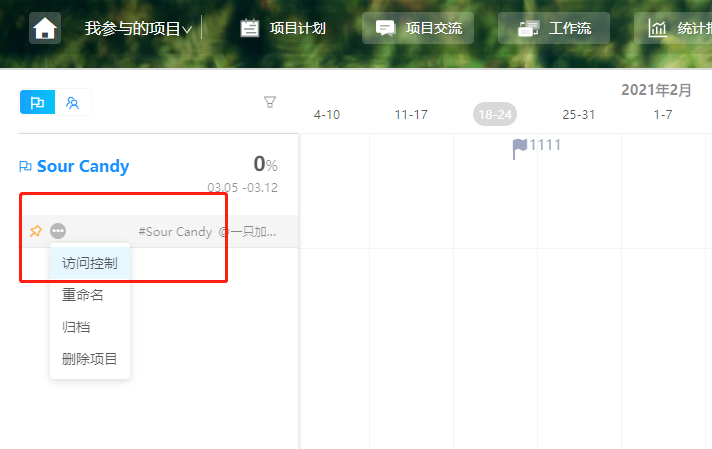 我参与的项目 项目计划 项目交流 工作流 统计
2021年2月
4-10 11-17 18-24 25-31 1-7
Sour Candy 0%
1111
03.05 -03.12
#Sour Candy @一只加...
访问控制
重命名
归档
删除项目